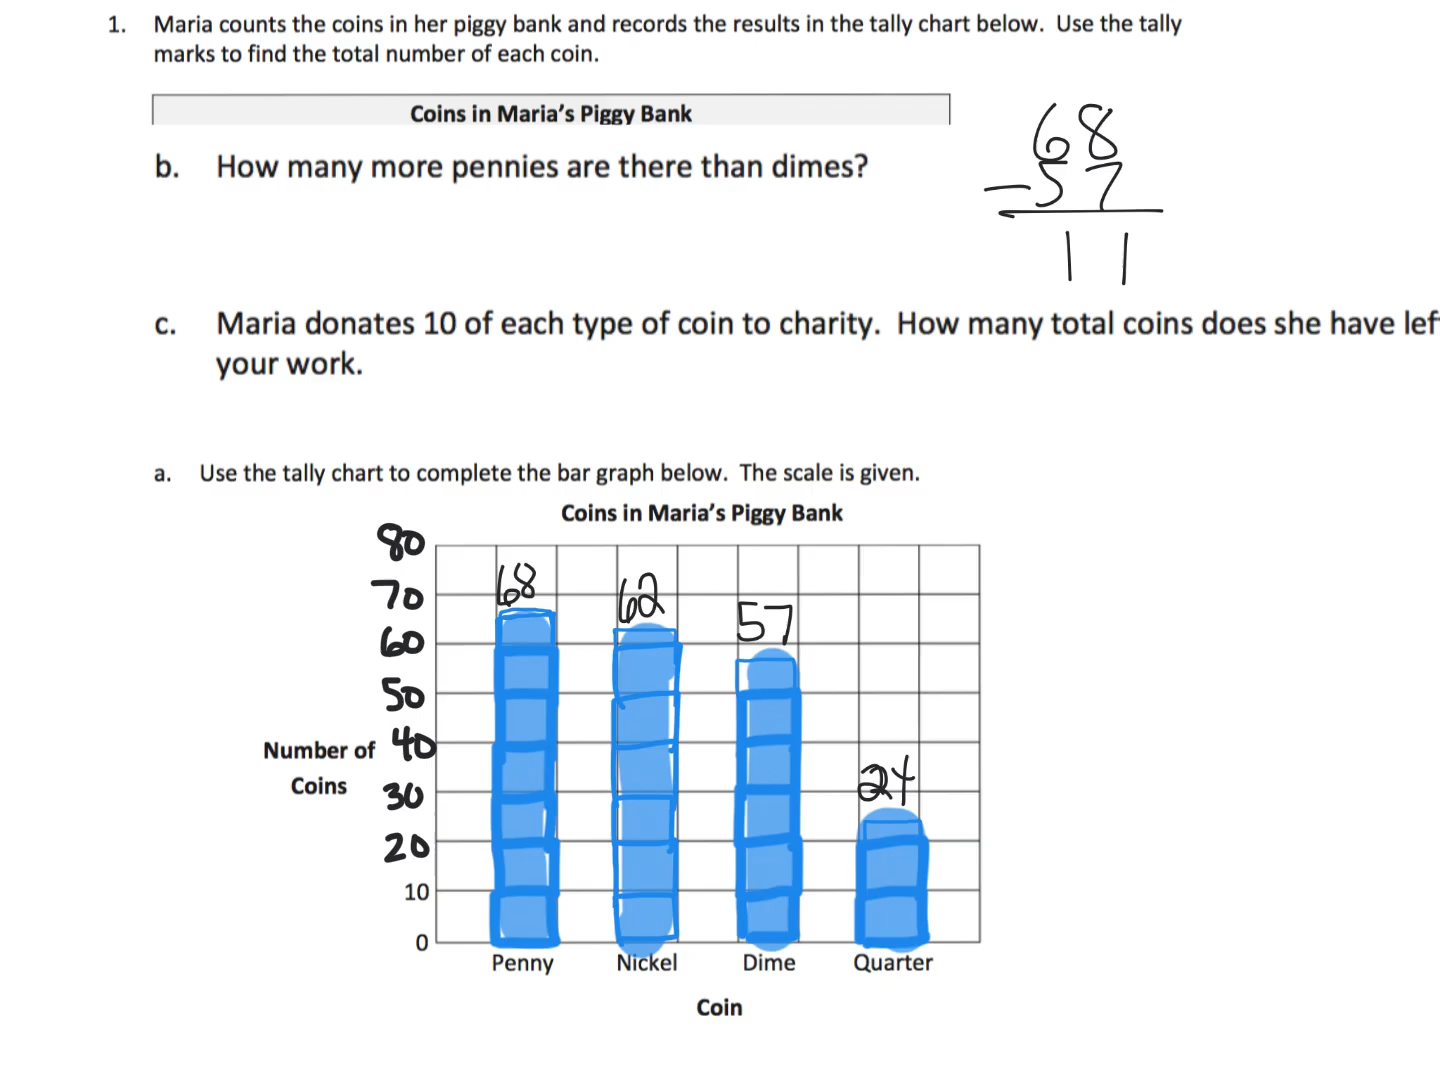 1. Maria counts the coins in her piggy bank and records the results in the tally chart below. Use the tally
marks to find the total number of each coin.
Coins in Maria's Piggy Bank
b. How many more pennies are there than dimes?
68
-57
11
c. Maria donates 10 of each type of coin to charity. How many total coins does she have lef
your work.
a. Use the tally chart to complete the bar graph below. The scale is given.
Coins in Maria's Piggy Bank
80
70
60
50
40
30
20
10
0
Number of
Coins
68
62
57
24
Penny Nickel Dime Quarter
Coin